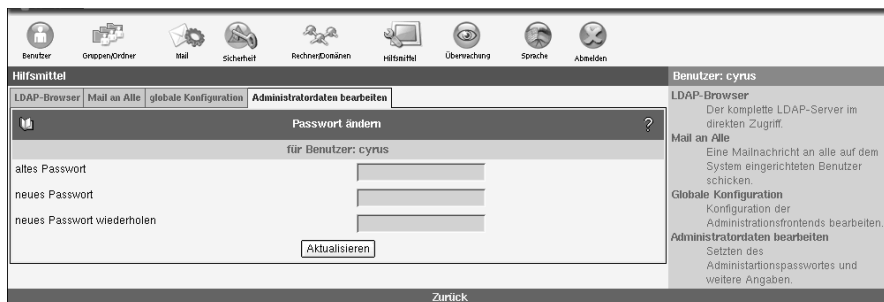 Benutzer Gruppen/Ordner Mail Sicherheit Rechner/Domänen Hilfsmittel Überwachung Sprache Abmelden
Hilfsmittel
LDAP-Browser Mail an Alle globale Konfiguration Administratordaten bearbeiten
Passwort ändern ?
für Benutzer: cyrus
altes Passwort
neues Passwort
neues Passwort wiederholen
Aktualisieren
Benutzer: cyrus
LDAP-Browser
Der komplette LDAP-Server im
direkten Zugriff.
Mail an Alle
Eine Mailnachricht an alle auf dem
System eingerichteten Benutzer
schicken.
Globale Konfiguration
Konfiguration der
Administrationsfrontends bearbeiten.
Administratordaten bearbeiten
Setzten des
Administartionspasswortes und
weitere Angaben.
Zurück